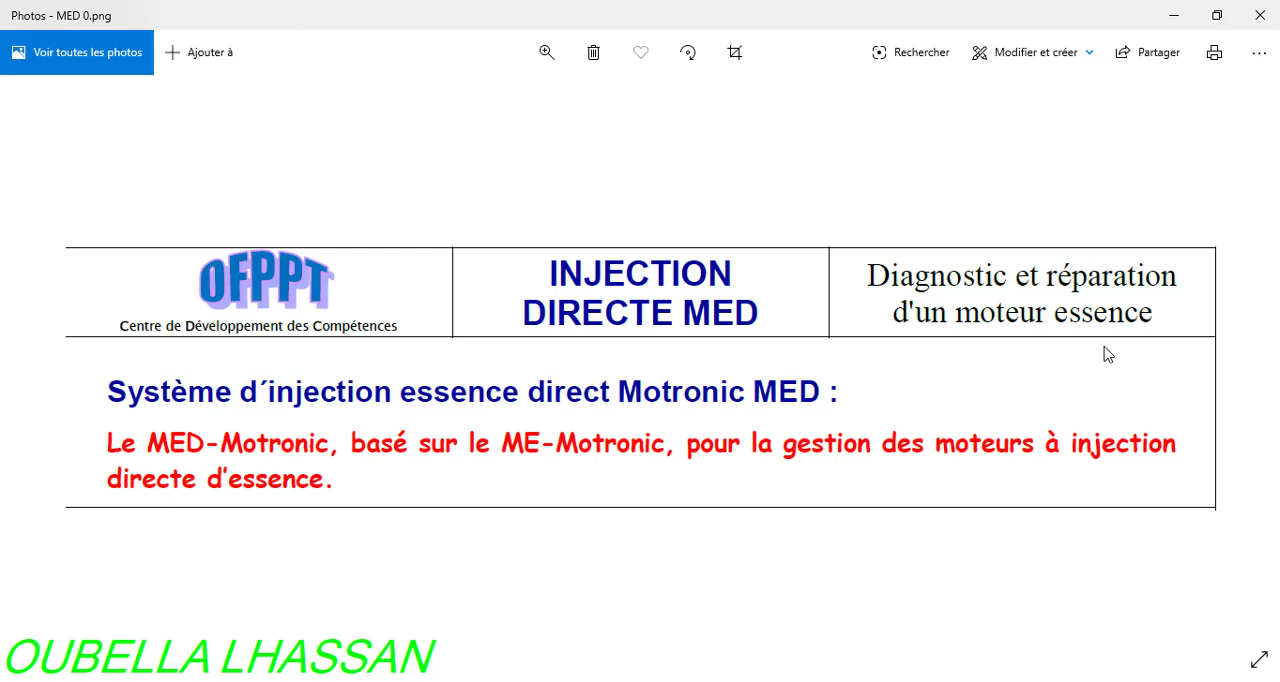 Photos - MED 0.png
Voir toutes les photos
Ajouter à
Rechercher
Modifier et créer
Partager
OFPPT
Centre de Développement des Compétences
INJECTION
DIRECTE MED
Diagnostic et réparation
d'un moteur essence
Système d´injection essence direct Motronic MED :
Le MED-Motronic, basé sur le ME-Motronic, pour la gestion des moteurs à injection
directe d'essence.
OUBELLA LHASSAN